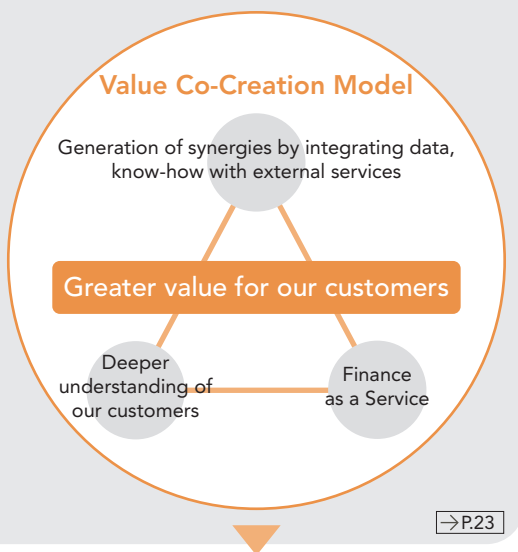 Value Co-Creation Model
Generation of synergies by integrating data,
know-how with external services
Greater value for our customers
Deeper
understanding of
our customers
Finance
as a Service
→P.23